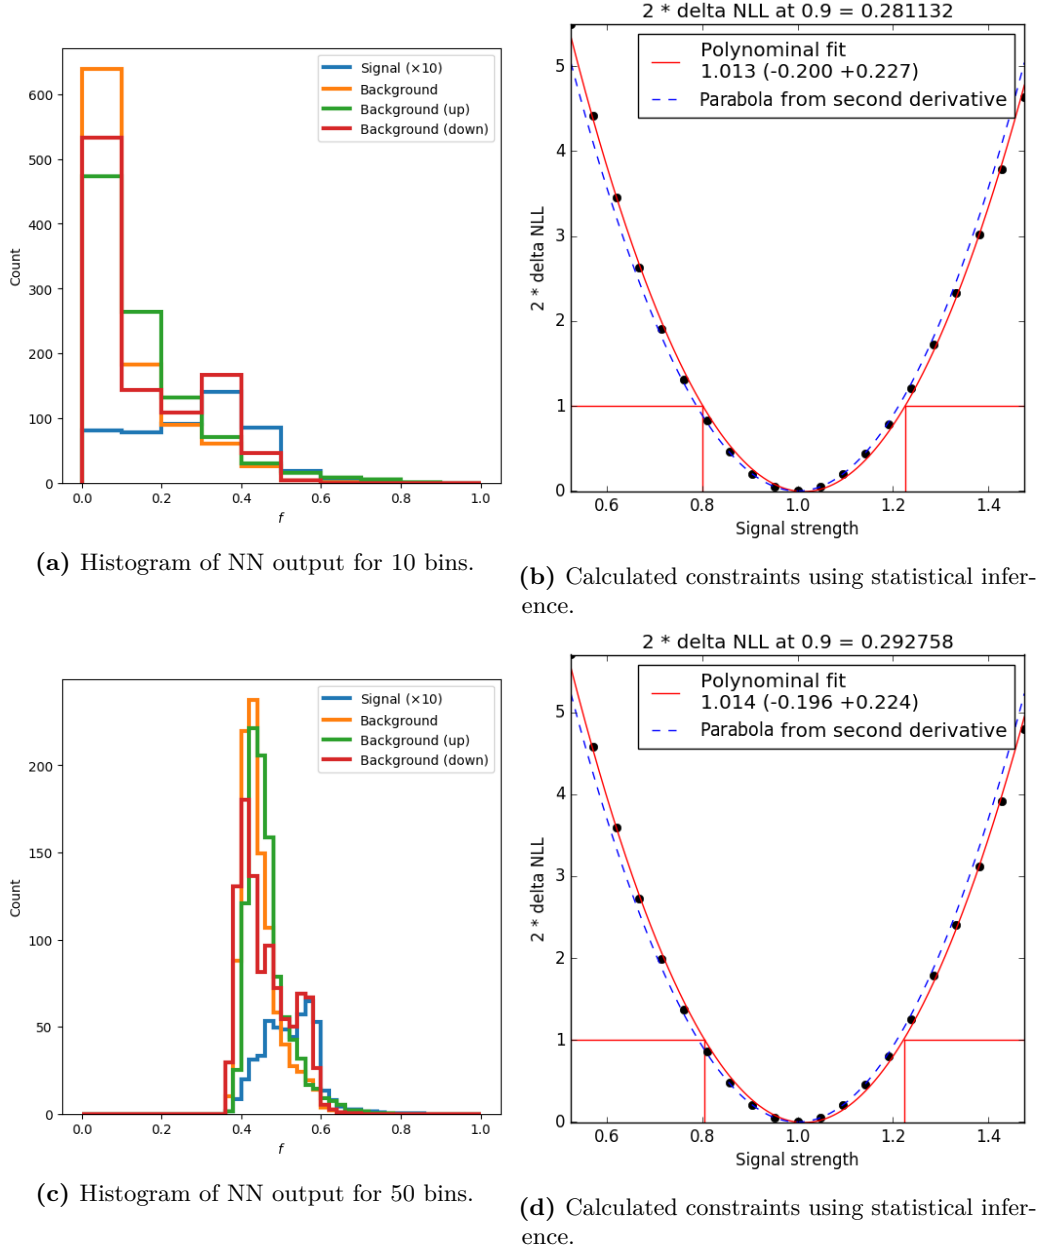 Signal (×10)
Background
Background (up)
Background (down)
600
500
400
300
200
100
0
Count
0.0
0.2
0.4
0.6
0.8
1.0
f
(a) Histogram of NN output for 10 bins.
2 * delta NLL at 0.9 = 0.281132
Polynominal fit
1.013 (-0.200 +0.227)
Parabola from second derivative
5
4
3
2
1
0
2 * delta NLL
0.6
0.8
1.0
1.2
1.4
Signal strength
(b) Calculated constraints using statistical infer-
ence.
Signal (×10)
Background
Background (up)
Background (down)
200
150
100
50
0
Count
0.0
0.2
0.4
0.6
0.8
1.0
f
(c) Histogram of NN output for 50 bins.
2 * delta NLL at 0.9 = 0.292758
Polynominal fit
1.014 (-0.196 +0.224)
Parabola from second derivative
5
4
3
2
1
0
2 * delta NLL
0.6
0.8
1.0
1.2
1.4
Signal strength
(d) Calculated constraints using statistical infer-
ence.